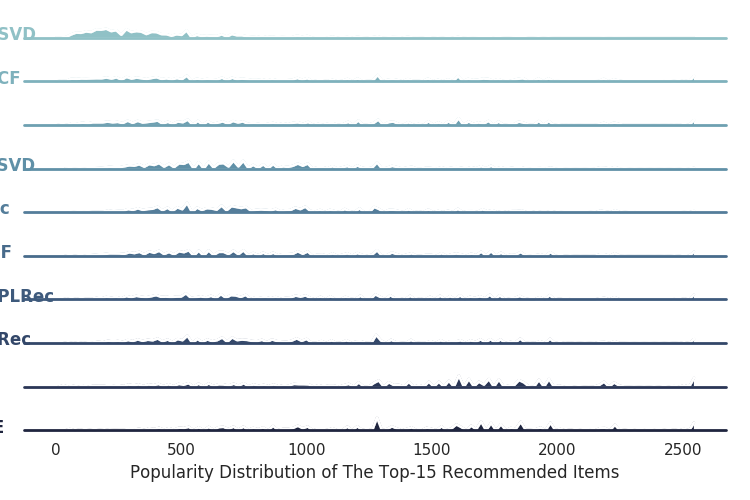 SVD
CF
SVD
c
F
PLRec
Rec
E
0 500 1000 1500 2000 2500
Popularity Distribution of The Top-15 Recommended Items